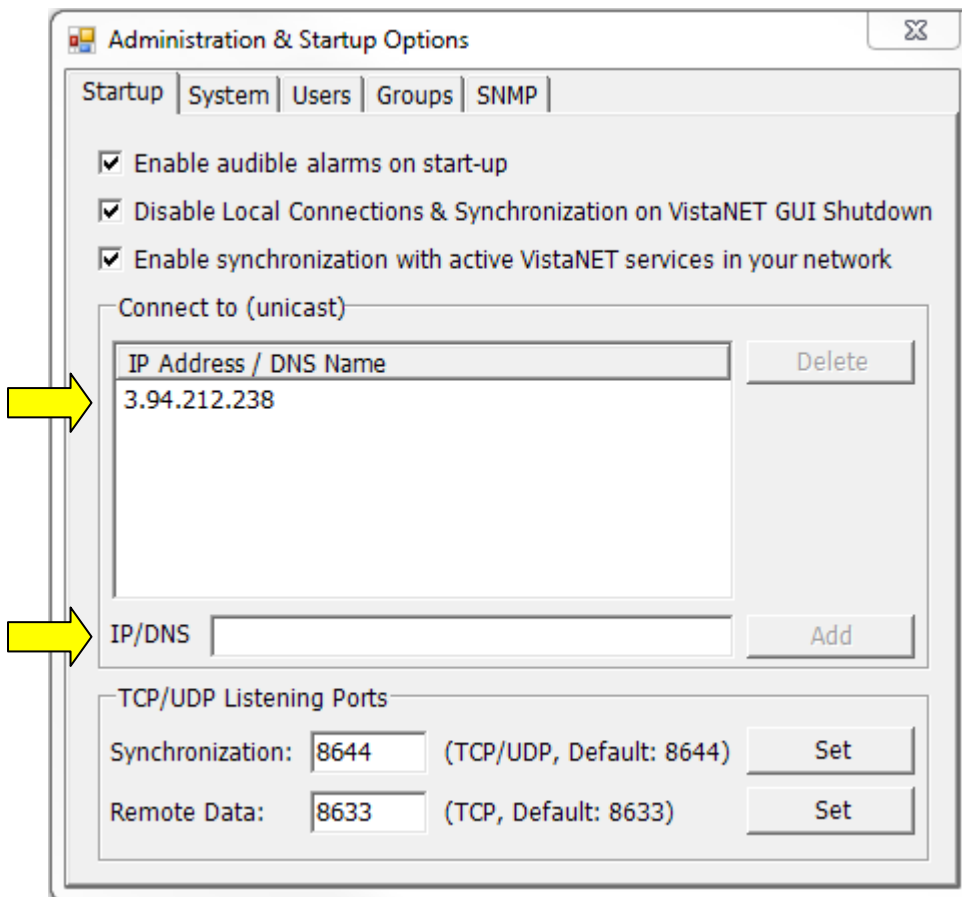 Administration & Startup Options
Startup System Users Groups SNMP
Enable audible alarms on start-up
Disable Local Connections & Synchronization on VistaNET GUI Shutdown
Enable synchronization with active VistaNET services in your network
Connect to (unicast)
IP Address / DNS Name Delete
3.94.212.238
IP/DNS Add
TCP/UDP Listening Ports
Synchronization: 8644 (TCP/UDP, Default: 8644) Set
Remote Data: 8633 (TCP, Default: 8633) Set